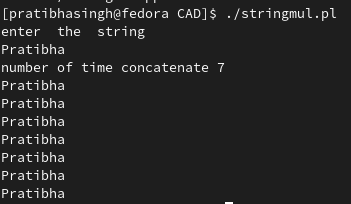 [pratibhasingh@fedora CAD]$ ./stringmul.pl
enter  the  string
Pratibha
number of time concatenate 7
Pratibha
Pratibha
Pratibha
Pratibha
Pratibha
Pratibha
Pratibha